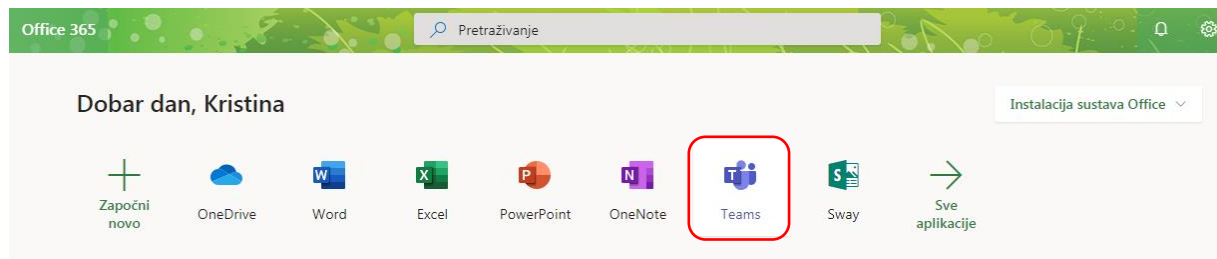 Office 365
Pretraživanje
Dobar dan, Kristina
Instalacija sustava Office
Započni
novo
OneDrive
Word
Excel
PowerPoint
OneNote
Teams
Sway
Sve
aplikacije